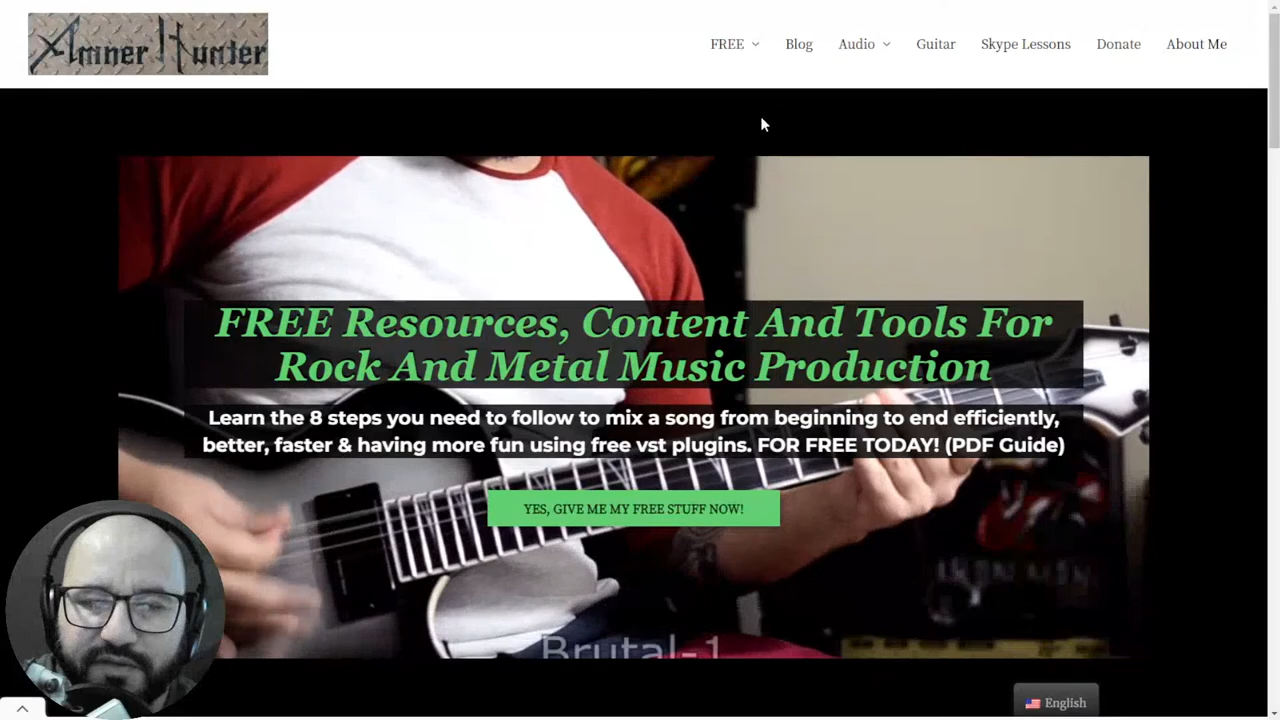 Amner Hunter
FREE
Blog
Audio
Guitar
Skype Lessons
Donate
About Me
FREE Resources, Content And Tools For
Rock And Metal Music Production
Learn the 8 steps you need to follow to mix a song from beginning to end efficiently,
better, faster & having more fun using free vst plugins. FOR FREE TODAY! (PDF Guide)
YES, GIVE ME MY FREE STUFF NOW!
Brutal-1
English